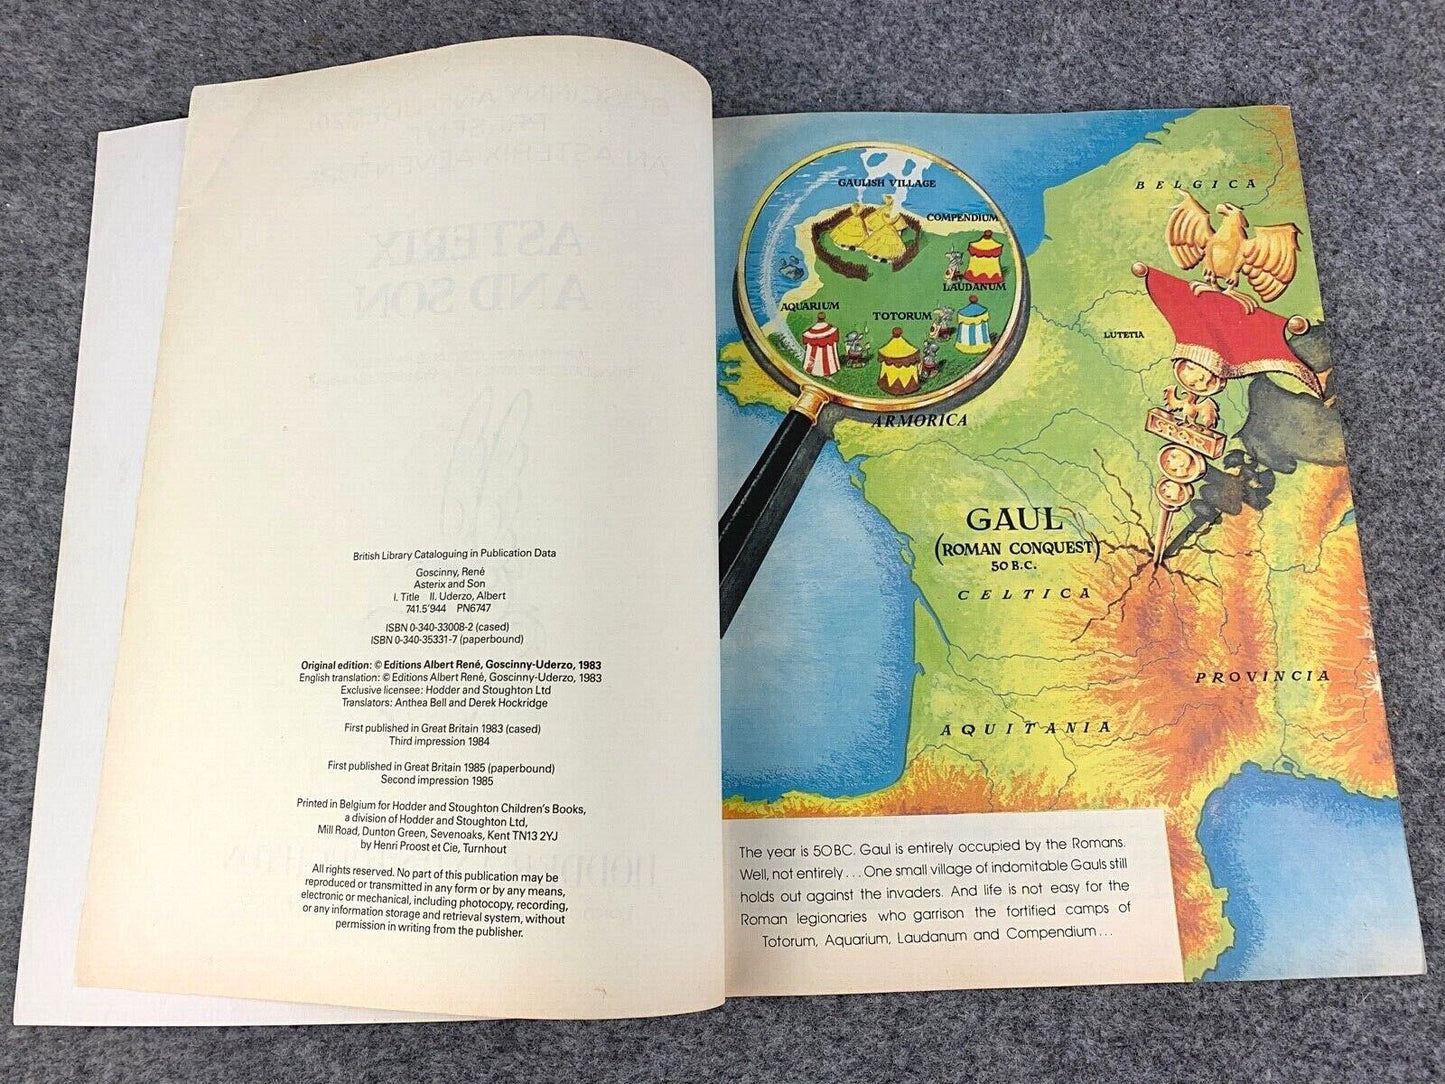 British Library Cataloguing in Publication Data
Goscinny, René
Asterix and Son
I. Title II. Uderzo, Albert
741.5'944 PN6747
ISBN 0-340-33008-2 (cased)
ISBN 0-340-35331-7 (paperbound)
Original edition: © Editions Albert René, Goscinny-Uderzo, 1983
English translation: © Editions Albert René, Goscinny-Uderzo, 1983
Exclusive licensee: Hodder and Stoughton Ltd
Translators: Anthea Bell and Derek Hockridge
First published in Great Britain 1983 (cased)
Third impression 1984
First published in Great Britain 1985 (paperbound)
Second impression 1985
Printed in Belgium for Hodder and Stoughton Children's Books,
a division of Hodder and Stoughton Ltd,
Mill Road, Dunton Green, Sevenoaks, Kent TN13 2YJ
by Henri Proost et Cie, Turnhout
All rights reserved. No part of this publication may be
reproduced or transmitted in any form or by any means,
electronic or mechanical, including photocopy, recording,
or any information storage and retrieval system, without
permission in writing from the publisher.
GAULISH VILLAGE
COMPENDIUM
LAUDANUM
AQUARIUM
TOTORUM
ARMORICA
BELGICA
LUTETIA
SPQR
GAUL
(ROMAN CONQUEST)
50 B.C.
CELTICA
PROVINCIA
AQUITANIA
The year is 50BC. Gaul is entirely occupied by the Romans.
Well, not entirely... One small village of indomitable Gauls still
holds out against the invaders. And life is not easy for the
Roman legionaries who garrison the fortified camps of
Totorum, Aquarium, Laudanum and Compendium...